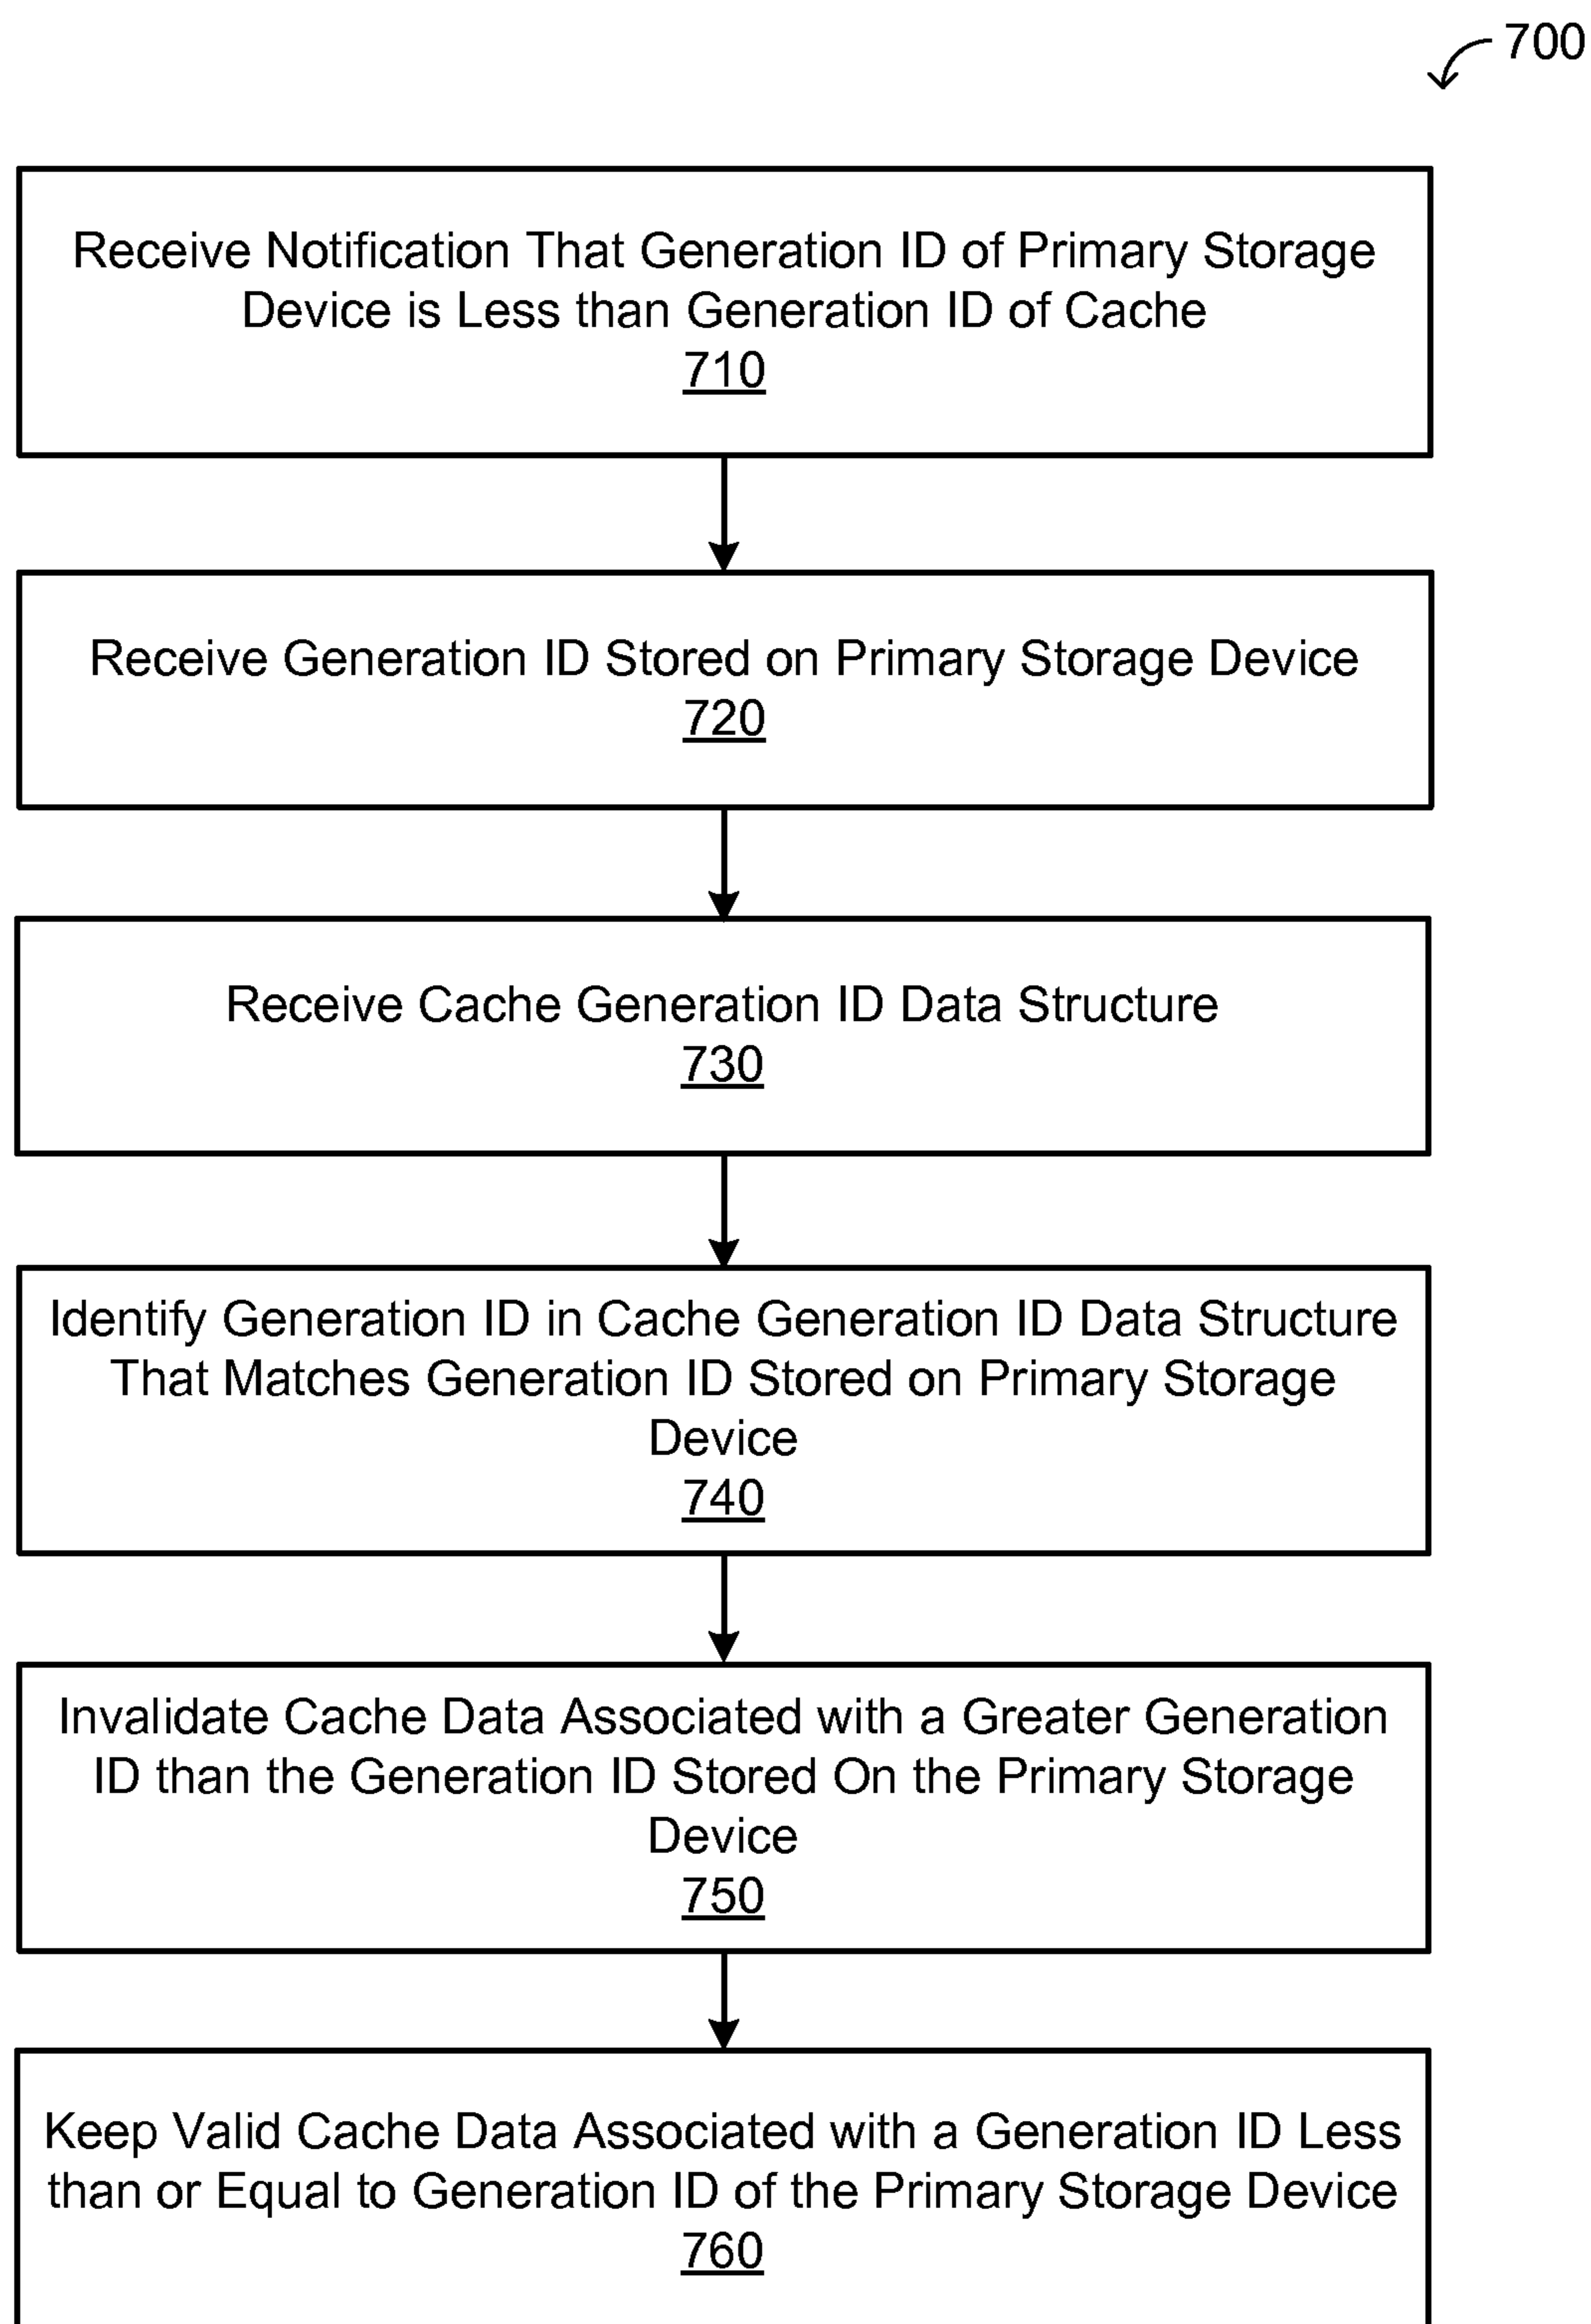 700
Receive Notification That Generation ID of Primary Storage
Device is Less than Generation ID of Cache
710
Receive Generation ID Stored on Primary Storage Device
720
Receive Cache Generation ID Data Structure
730
Identify Generation ID in Cache Generation ID Data Structure
That Matches Generation ID Stored on Primary Storage
Device
740
Invalidate Cache Data Associated with a Greater Generation
ID than the Generation ID Stored On the Primary Storage
Device
750
Keep Valid Cache Data Associated with a Generation ID Less
than or Equal to Generation ID of the Primary Storage Device
760